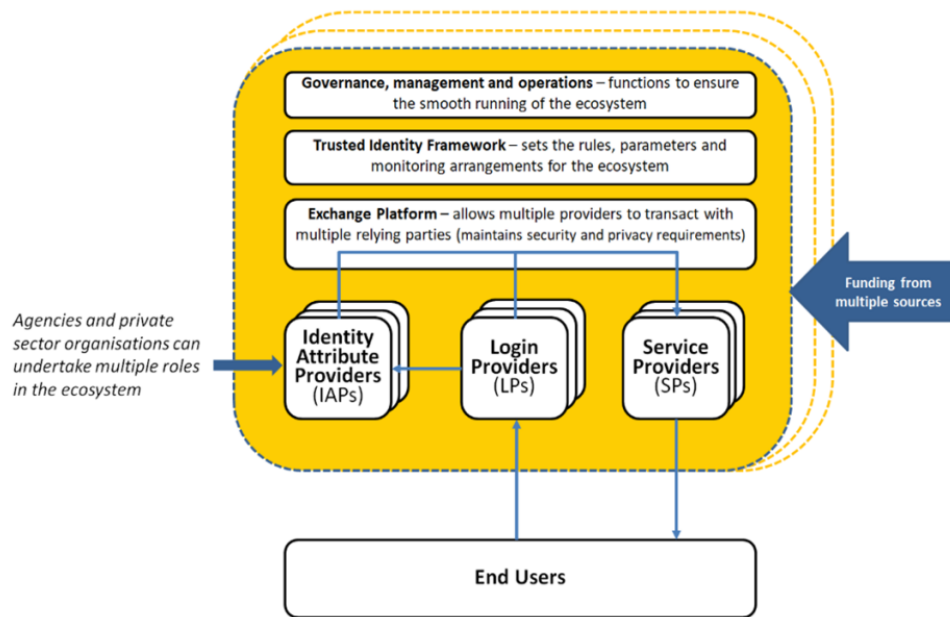 Governance, management and operations – functions to ensure
the smooth running of the ecosystem
Trusted Identity Framework – sets the rules, parameters and
monitoring arrangements for the ecosystem
Exchange Platform – allows multiple providers to transact with
multiple relying parties (maintains security and privacy requirements)
Funding from
multiple sources
Agencies and private
sector organisations can
undertake multiple roles
in the ecosystem
Identity
Attribute
Providers
(IAPs)
Login
Providers
(LPs)
Service
Providers
(SPs)
End Users